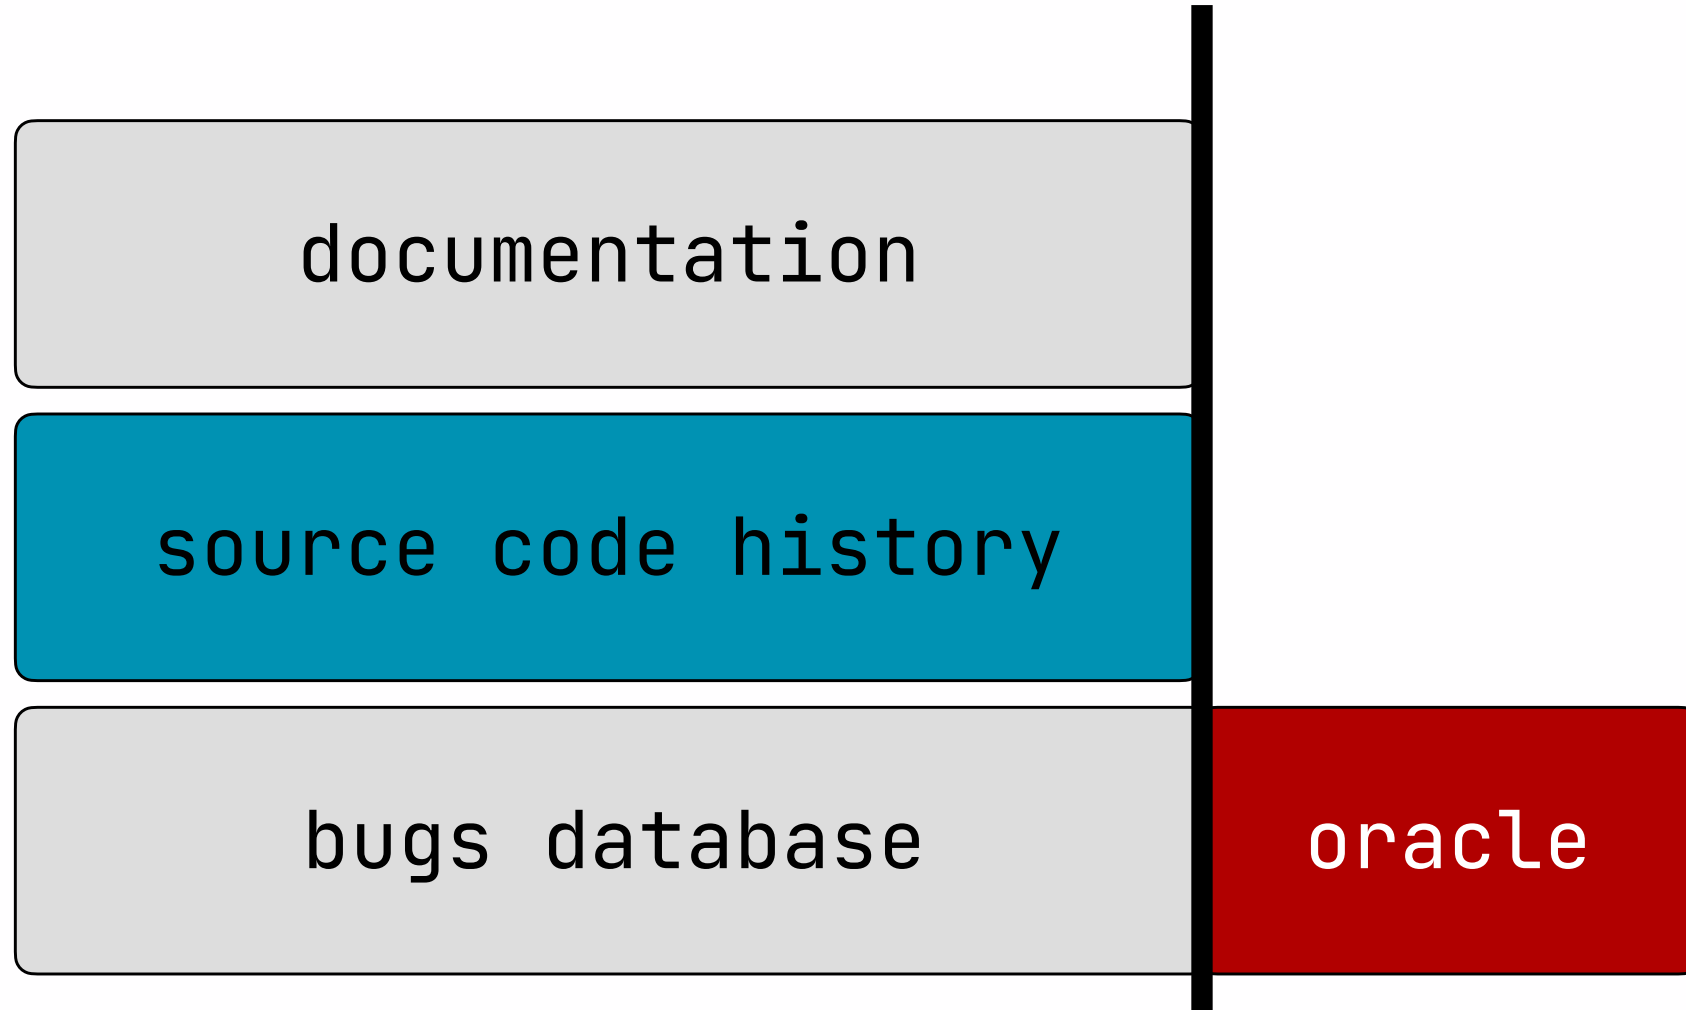 documentation
source code history
bugs database
oracle